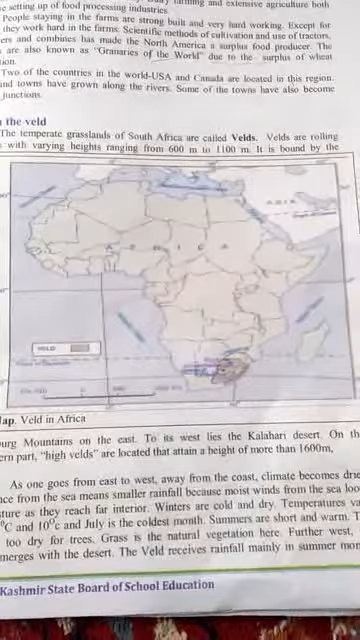 e setting up of food processing industries.
People staying in the farms are strong built and very hard working. Except for
they work hard in the farms. Scientific methods of cultivation and use of tractors,
ers and combines has made the North America a surplus food producer. The
are also known as "Granaries of the World" due to the surplus of wheat
tion.
Two of the countries in the world-USA and Canada are located in this region.
and towns have grown along the rivers. Some of the towns have also become
junctions.
the veld
The temperate grasslands of South Africa are called Velds. Velds are rolling
with varying heights ranging from 600 m to 1100 m. It is bound by the
A F R I C A
VELD
Map. Veld in Africa
burg Mountains on the east. To its west lies the Kalahari desert. On the
ern part, "high velds" are located that attain a height of more than 1600m,
As one goes from east to west, away from the coast, climate becomes drie
nce from the sea means smaller rainfall because moist winds from the sea loo
sture as they reach far interior. Winters are cold and dry. Temperatures va
°C and 10°c and July is the coldest month. Summers are short and warm. T
too dry for trees. Grass is the natural vegetation here. Further west,
merges with the desert. The Veld receives rainfall mainly in summer mon
Kashmir State Board of School Education